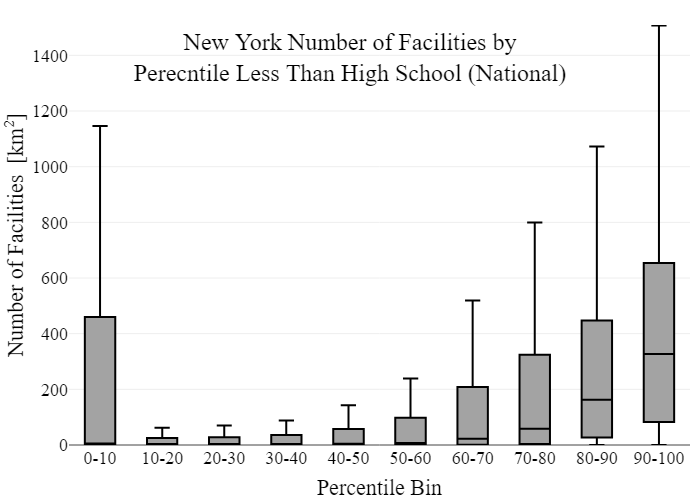 New York Number of Facilities by
Perecntile Less Than High School (National)
Number of Facilities [km²]
1400
1200
1000
800
600
400
200
0
0-10 10-20 20-30 30-40 40-50 50-60 60-70 70-80 80-90 90-100
Percentile Bin